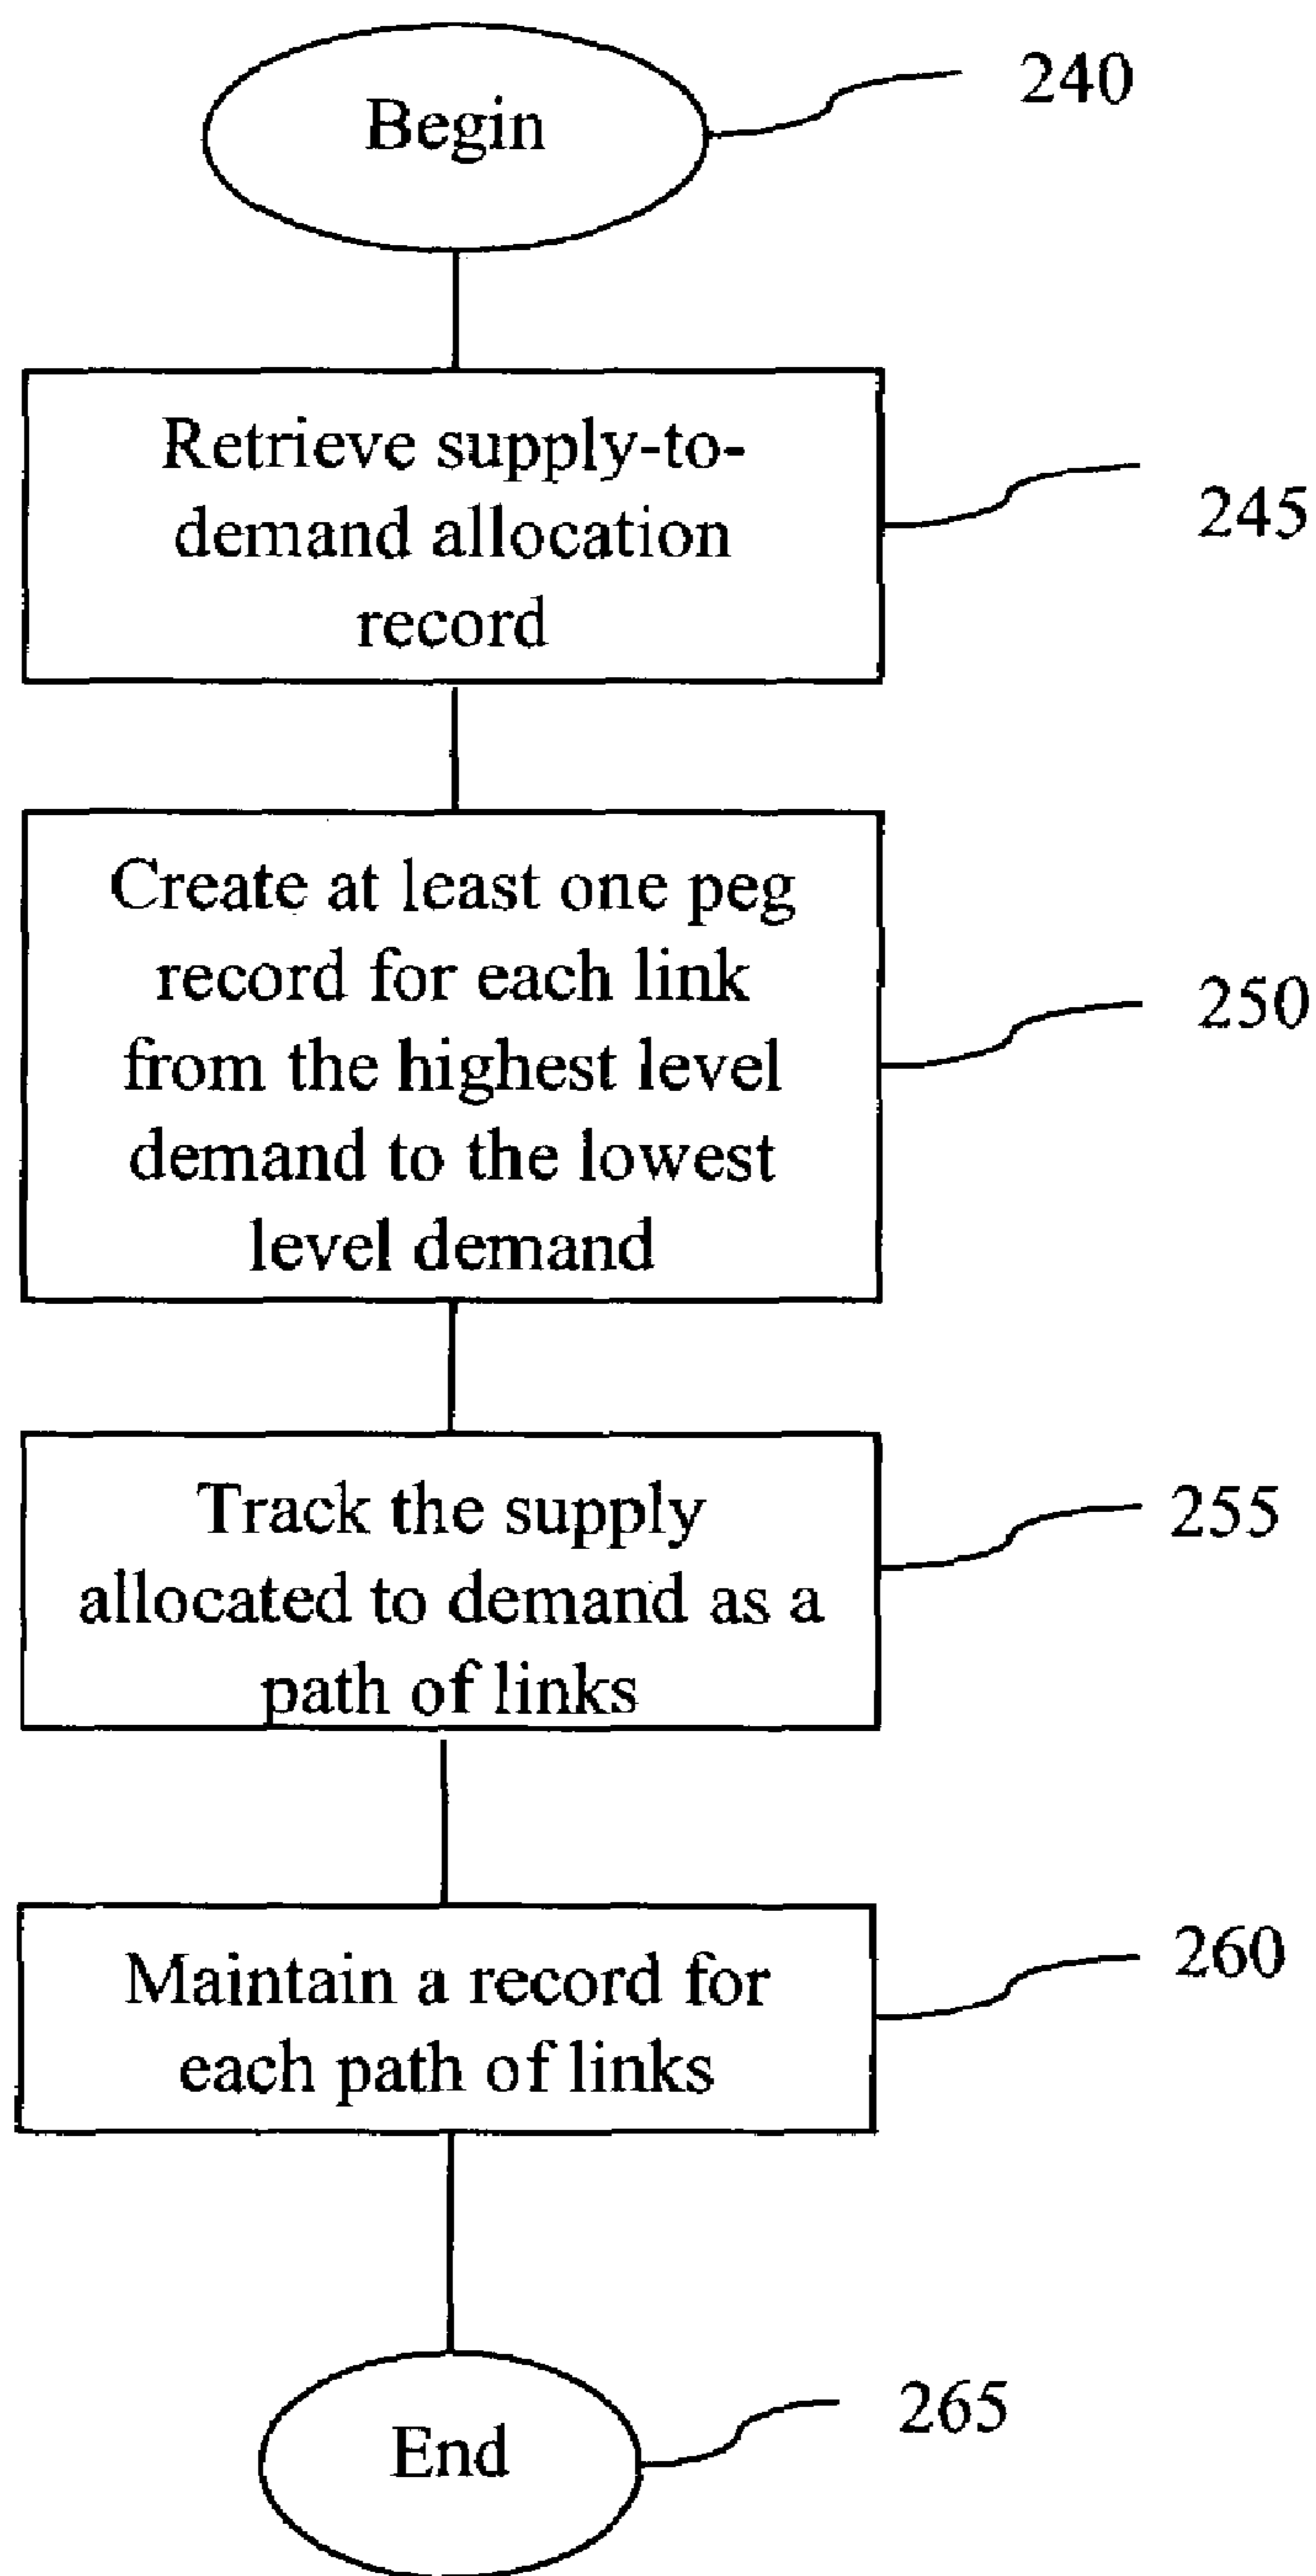 Begin
240
Retrieve supply-to-
demand allocation
record
245
Create at least one peg
record for each link
from the highest level
demand to the lowest
level demand
250
Track the supply
allocated to demand as a
path of links
255
Maintain a record for
each path of links
260
End
265